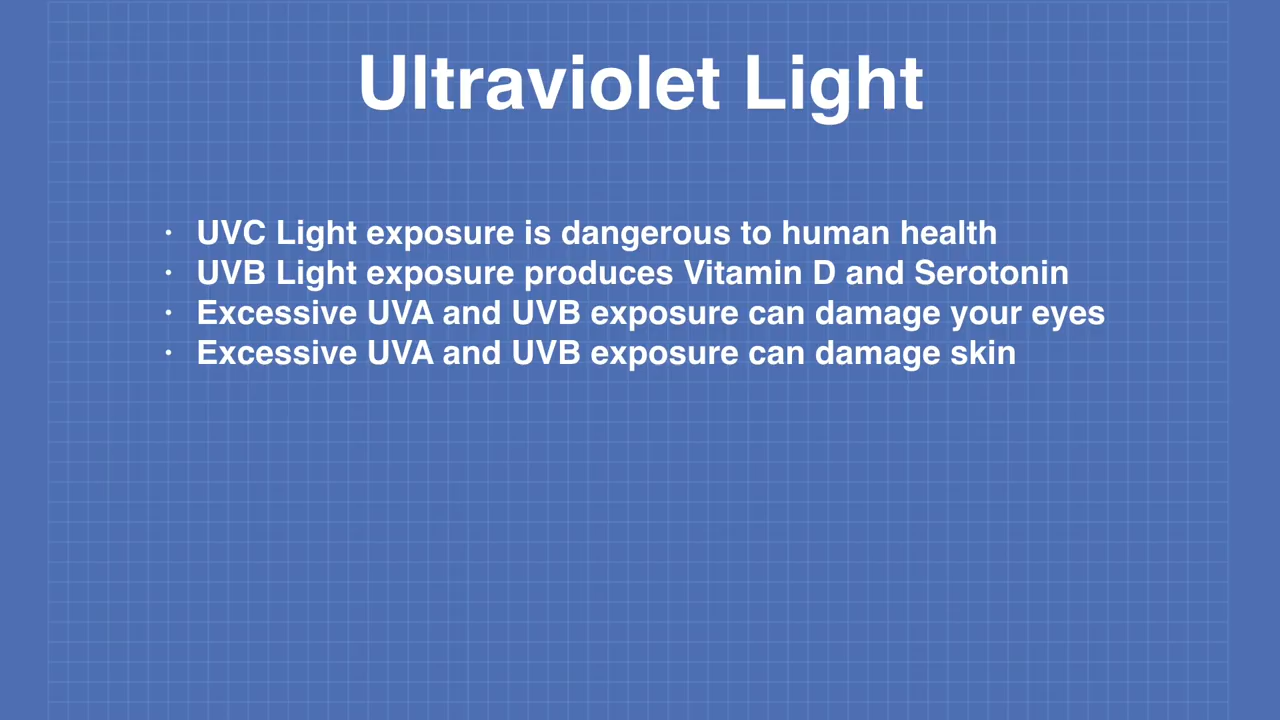 Ultraviolet Light
· UVC Light exposure is dangerous to human health
· UVB Light exposure produces Vitamin D and Serotonin
· Excessive UVA and UVB exposure can damage your eyes
· Excessive UVA and UVB exposure can damage skin